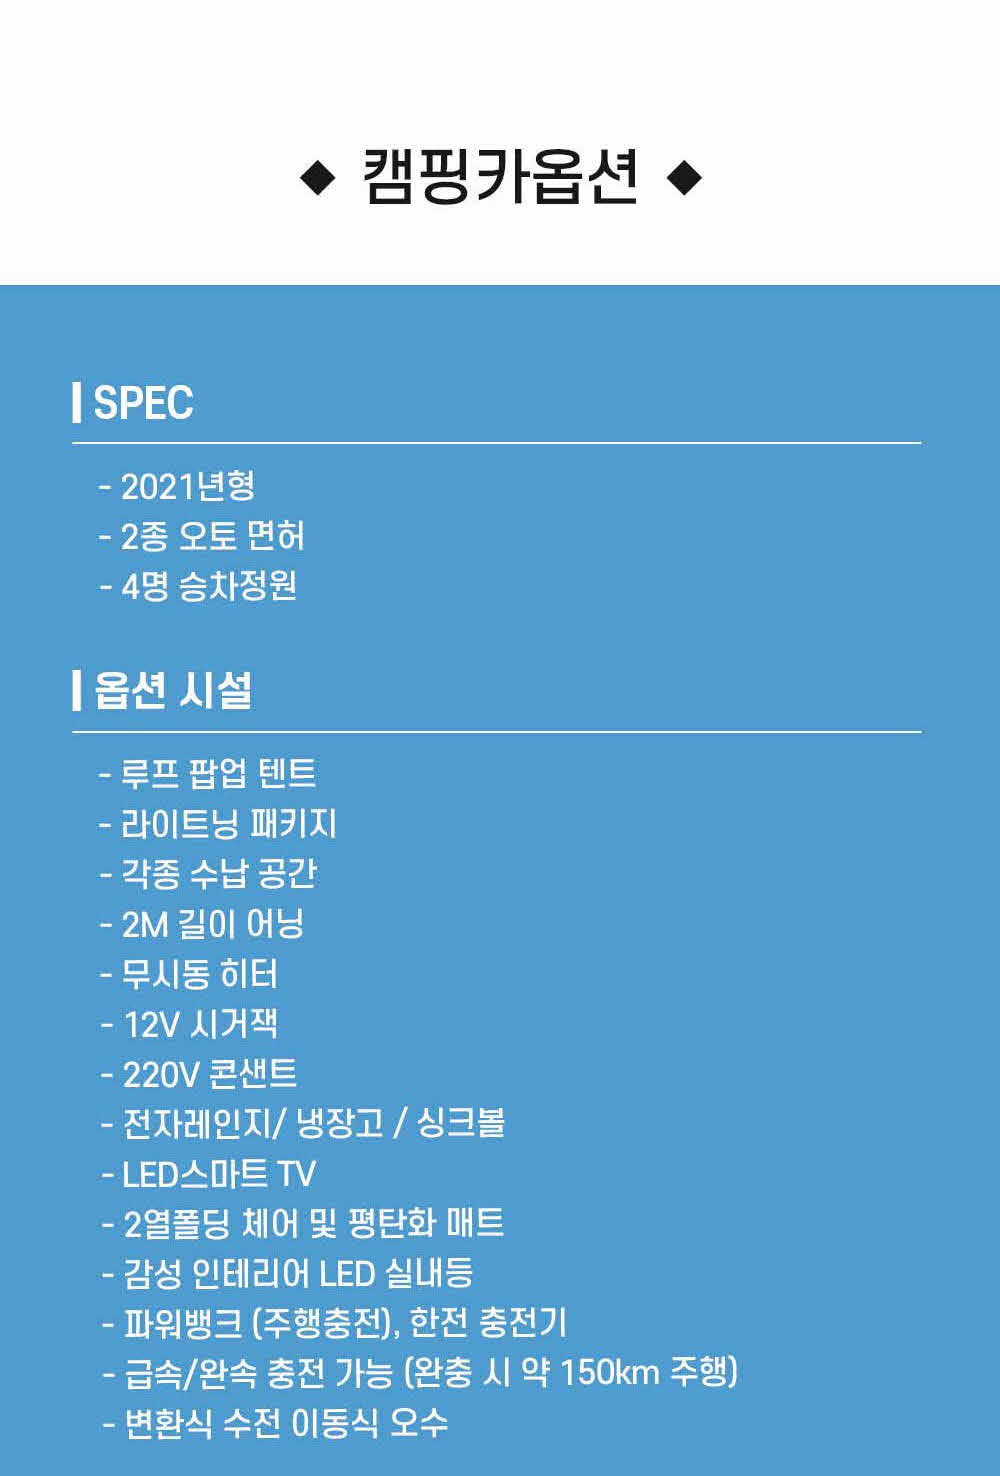 ◆ 캠핑카옵션 ◆
SPEC
- 2021년형
- 2종 오토 면허
- 4명 승차정원
옵션 시설
- 루프 팝업 텐트
- 라이트닝 패키지
- 각종 수납 공간
- 2M 길이 어닝
- 무시동 히터
- 12V 시거잭
- 220V 콘샌트
- 전자레인지/ 냉장고 / 싱크볼
- LED스마트 TV
- 2열폴딩 체어 및 평탄화 매트
- 감성 인테리어 LED 실내등
- 파워뱅크 (주행충전), 한전 충전기
- 급속/완속 충전 가능 (완충 시 약 150km 주행)
- 변환식 수전 이동식 오수